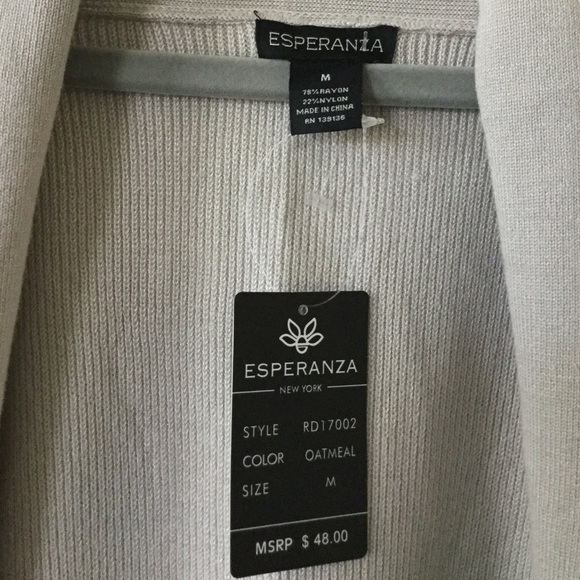 ESPERANZA
M
78%RAYON
22%NYLON
MADE IN CHINA
RN 139136
ESPERANZA
NEW YORK
STYLE RD17002
COLOR OATMEAL
SIZE M
MSRP $ 48.00